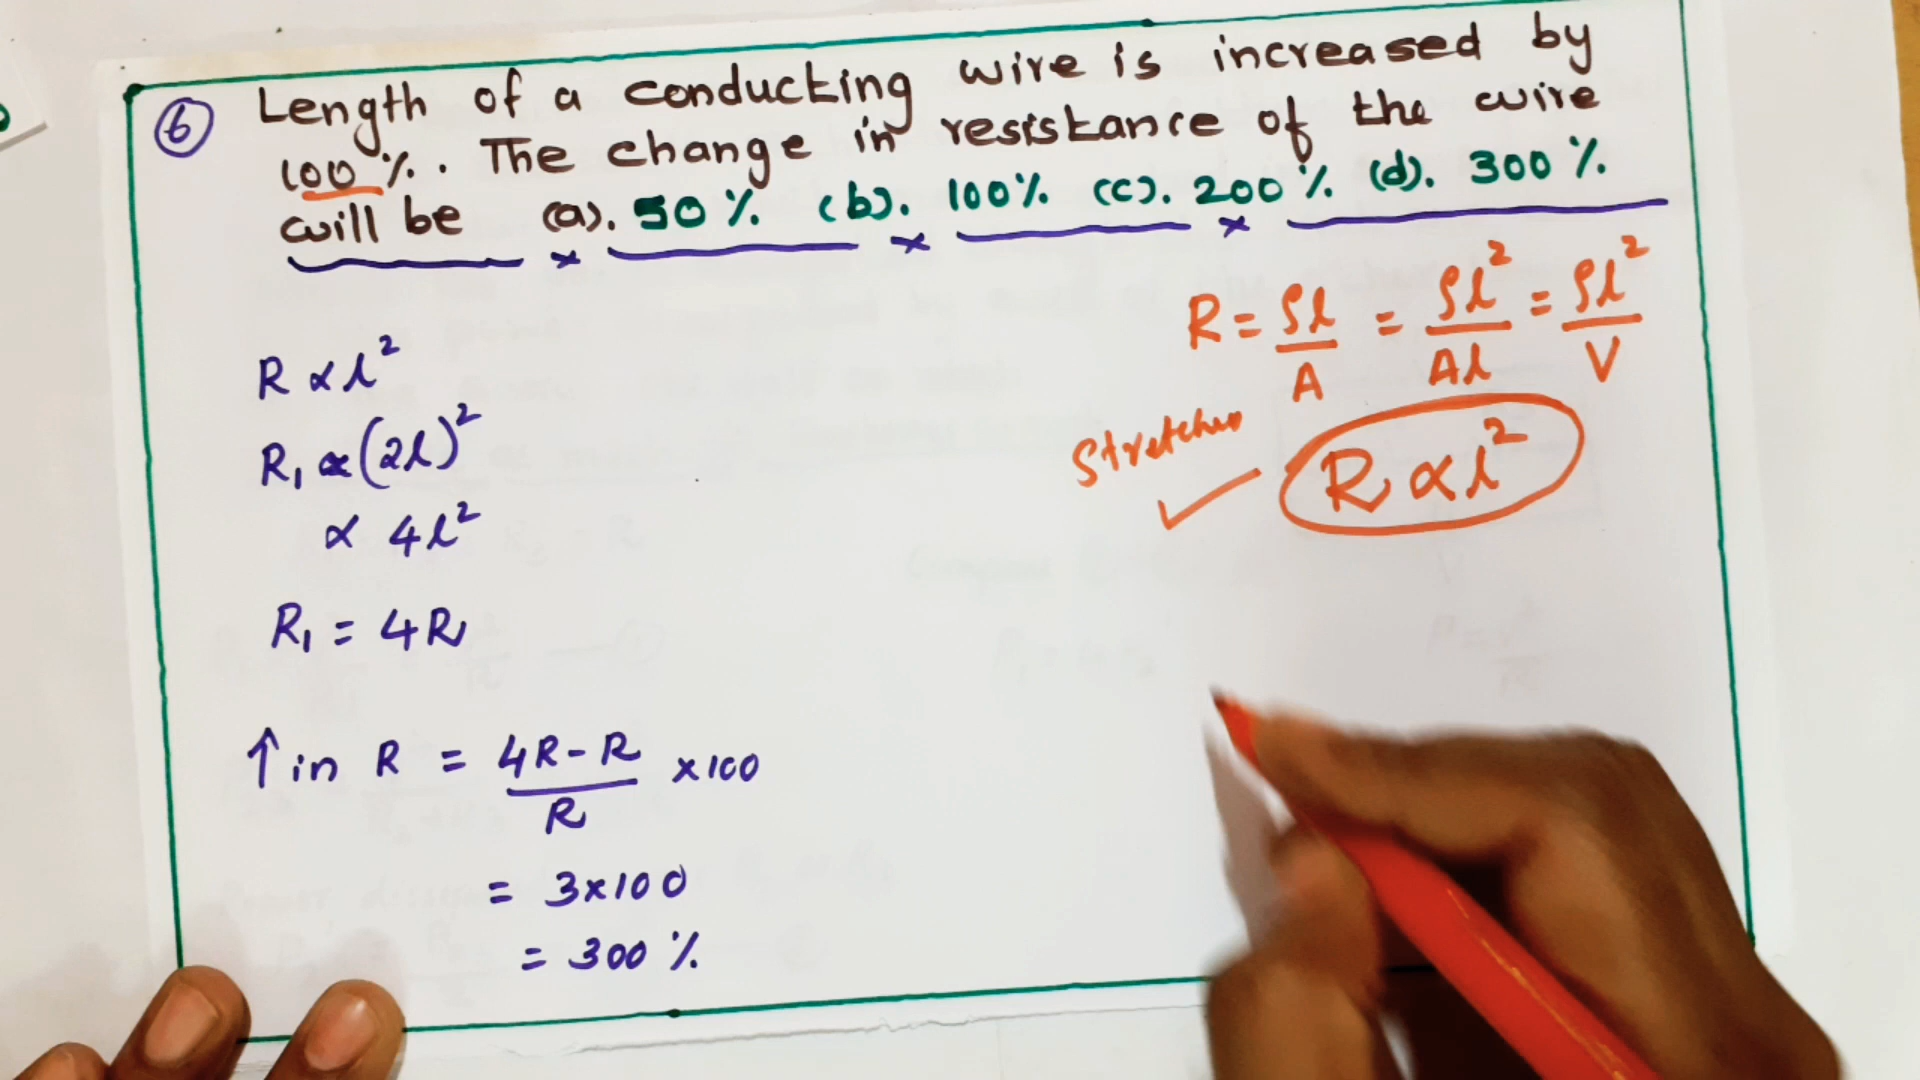 6 Length of a conducting wire is increased by
100 %. The change in resistance of the wire
will be (a). 50 % (b). 100% (c). 200 % (d). 300 %
R = ρl/A = ρl²/Al = ρl²/V
R ∝ l²
R₁ ∝ (2l)²
∝ 4l²
R₁ = 4R
↑ in R = (4R - R)/R × 100
= 3×100
= 300 %
R ∝ l²